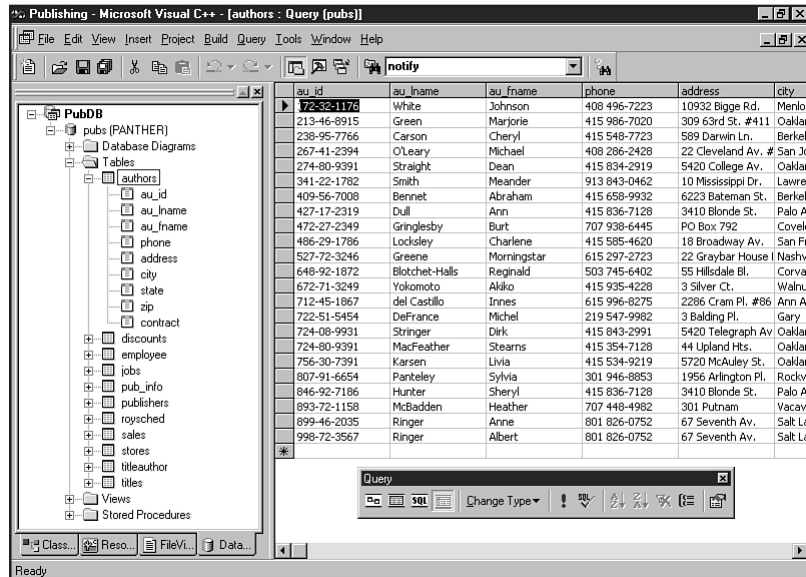 Publishing - Microsoft Visual C++ - [authors : Query (pubs)]
File Edit View Insert Project Build Query Tools Window Help
notify
PubDB
pubs (PANTHER)
Database Diagrams
Tables
authors
au_id
au_lname
au_fname
phone
address
city
state
zip
contract
discounts
employee
jobs
pub_info
publishers
roysched
sales
stores
titleauthor
titles
Views
Stored Procedures
Class... Reso... FileVi... Data...
au_id au_lname au_fname phone address city
172-32-1176 White Johnson 408 496-7223 10932 Bigge Rd. Menlo
213-46-8915 Green Marjorie 415 986-7020 309 63rd St. #411 Oaklan
238-95-7766 Carson Cheryl 415 548-7723 589 Darwin Ln. Berkel
267-41-2394 O'Leary Michael 408 286-2428 22 Cleveland Av. # San Jo
274-80-9391 Straight Dean 415 834-2919 5420 College Av. Oaklar
341-22-1782 Smith Meander 913 843-0462 10 Mississippi Dr. Lawre
409-56-7008 Bennet Abraham 415 658-9932 6223 Bateman St. Berkel
427-17-2319 Dull Ann 415 836-7128 3410 Blonde St. Palo A
472-27-2349 Gringlesby Burt 707 938-6445 PO Box 792 Covelo
486-29-1786 Locksley Charlene 415 585-4620 18 Broadway Av. San Fr
527-72-3246 Greene Morningstar 615 297-2723 22 Graybar House Nashv
648-92-1872 Blotchet-Halls Reginald 503 745-6402 55 Hillsdale Bl. Corva
672-71-3249 Yokomoto Akiko 415 935-4228 3 Silver Ct. Walnu
712-45-1867 del Castillo Innes 615 996-8275 2286 Cram Pl. #86 Ann A
722-51-5454 DeFrance Michel 219 547-9982 3 Balding Pl. Gary
724-08-9931 Stringer Dirk 415 843-2991 5420 Telegraph Av Oaklar
724-80-9391 MacFeather Stearns 415 354-7128 44 Upland Hts. Oaklar
756-30-7391 Karsen Livia 415 534-9219 5720 McAuley St. Oaklar
807-91-6654 Panteley Sylvia 301 946-8853 1956 Arlington Pl. Rockv
846-92-7186 Hunter Sheryl 415 836-7128 3410 Blonde St. Palo A
893-72-1158 McBadden Heather 707 448-4982 301 Putnam Vacav
899-46-2035 Ringer Anne 801 826-0752 67 Seventh Av. Salt La
998-72-3567 Ringer Albert 801 826-0752 67 Seventh Av. Salt La
Query
SQL Change Type
Ready